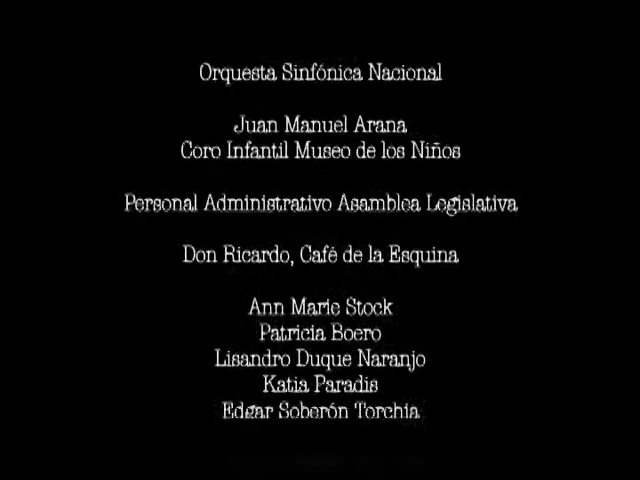 Orquesta Sinfónica Nacional
Juan Manuel Arana
Coro Infantil Museo de los Niños
Personal Administrativo Asamblea Legislativa
Don Ricardo, Café de la Esquina
Ann Marie Stock
Patricia Boero
Lisandro Duque Naranjo
Katia Paradis
Edgar Soberón Torchia